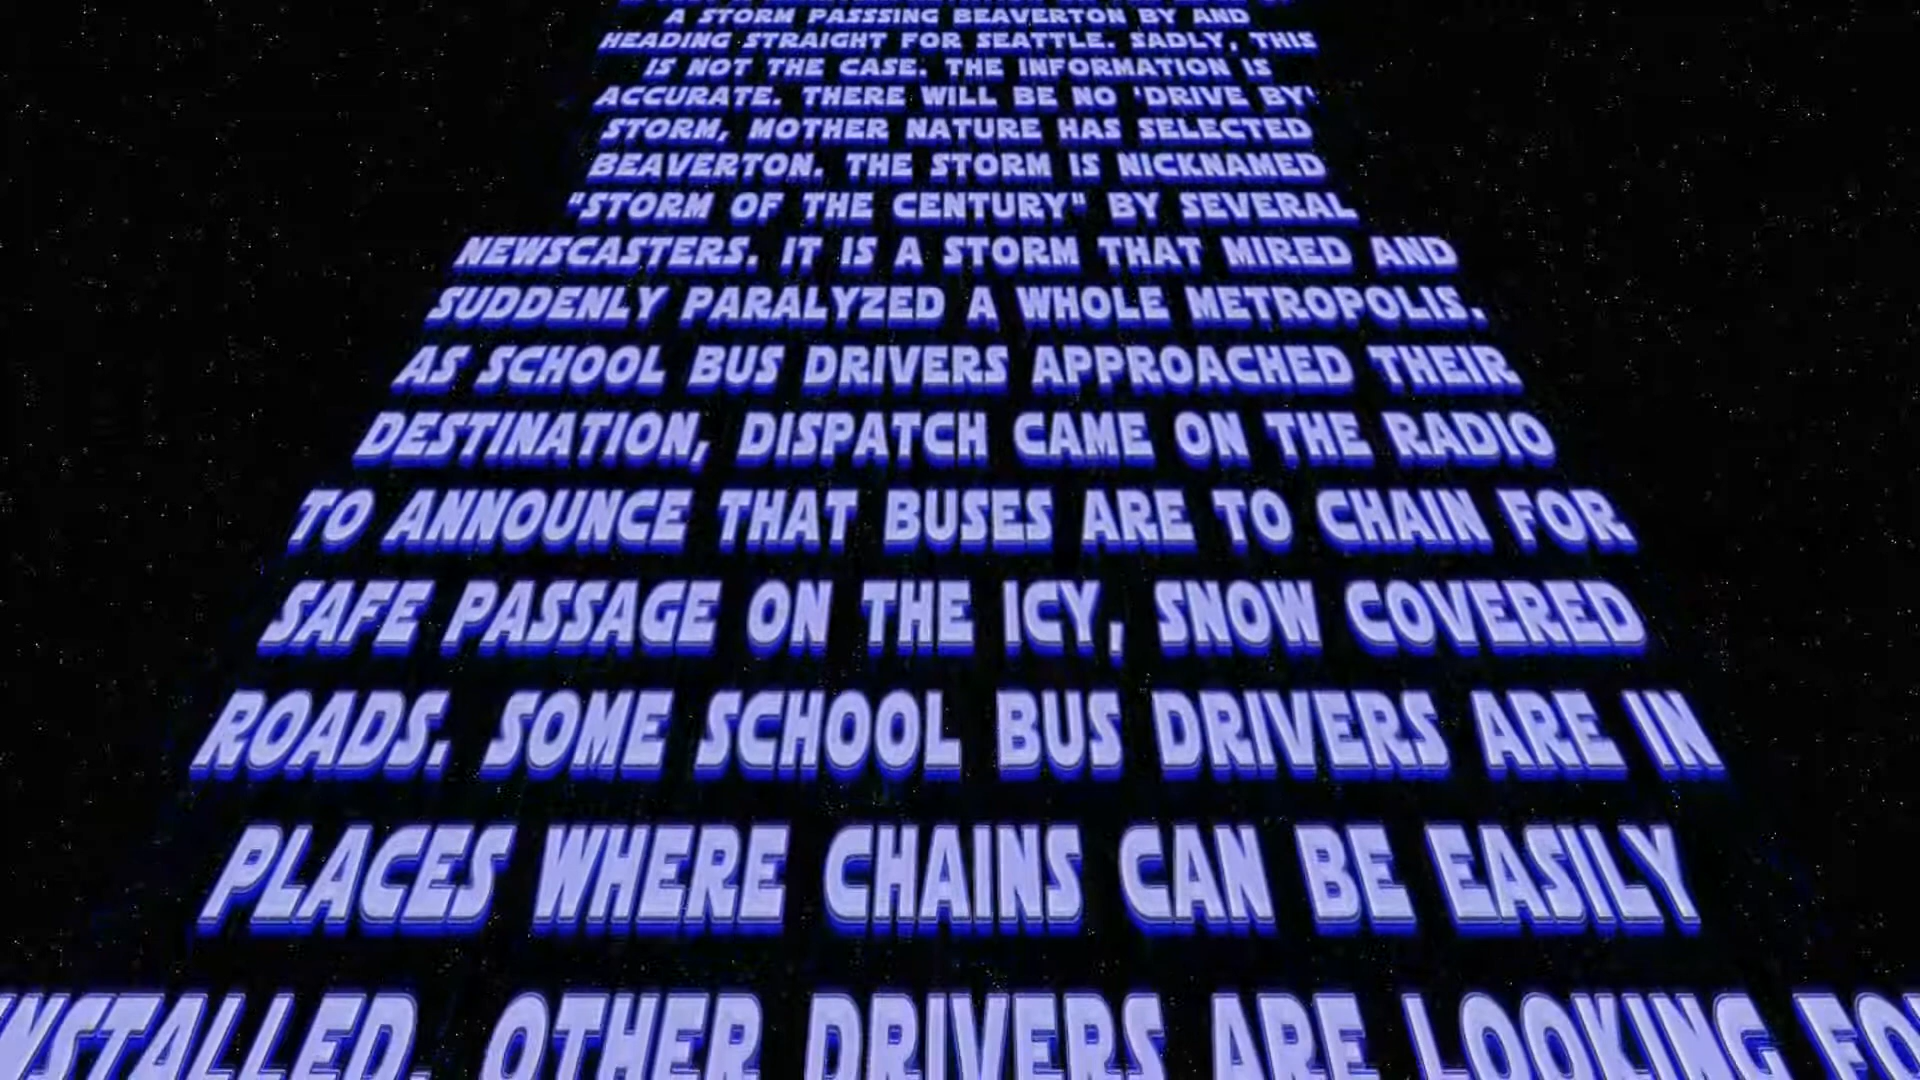 A STORM PASSSING BEAVERTON BY AND
HEADING STRAIGHT FOR SEATTLE. SADLY, THIS
IS NOT THE CASE. THE INFORMATION IS
ACCURATE. THERE WILL BE NO 'DRIVE BY'
STORM, MOTHER NATURE HAS SELECTED
BEAVERTON. THE STORM IS NICKNAMED
"STORM OF THE CENTURY" BY SEVERAL
NEWSCASTERS. IT IS A STORM THAT MIRED AND
SUDDENLY PARALYZED A WHOLE METROPOLIS.
AS SCHOOL BUS DRIVERS APPROACHED THEIR
DESTINATION, DISPATCH CAME ON THE RADIO
TO ANNOUNCE THAT BUSES ARE TO CHAIN FOR
SAFE PASSAGE ON THE ICY, SNOW COVERED
ROADS. SOME SCHOOL BUS DRIVERS ARE IN
PLACES WHERE CHAINS CAN BE EASILY
INSTALLED. OTHER DRIVERS ARE LOOKING FOR